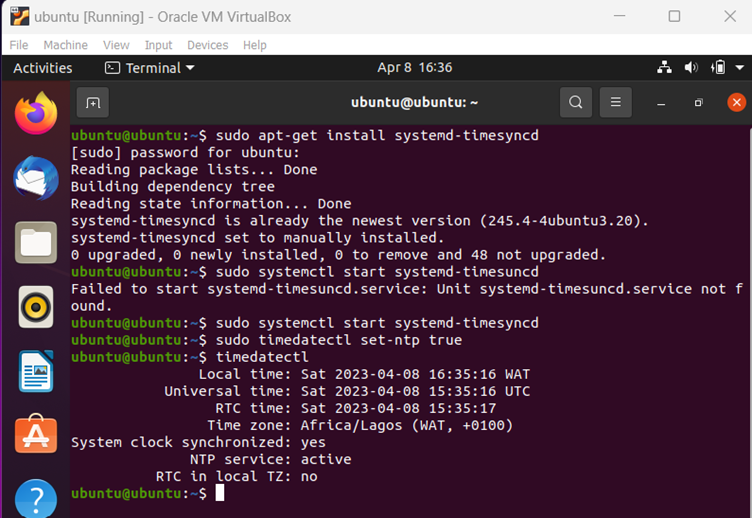 ubuntu [Running] - Oracle VM VirtualBox
File Machine View Input Devices Help
Activities Terminal Apr 8 16:36
ubuntu@ubuntu: ~
ubuntu@ubuntu:~$ sudo apt-get install systemd-timesyncd
[sudo] password for ubuntu:
Reading package lists... Done
Building dependency tree
Reading state information... Done
systemd-timesyncd is already the newest version (245.4-4ubuntu3.20).
systemd-timesyncd set to manually installed.
0 upgraded, 0 newly installed, 0 to remove and 48 not upgraded.
ubuntu@ubuntu:~$ sudo systemctl start systemd-timesuncd
Failed to start systemd-timesuncd.service: Unit systemd-timesuncd.service not f
ound.
ubuntu@ubuntu:~$ sudo systemctl start systemd-timesyncd
ubuntu@ubuntu:~$ sudo timedatectl set-ntp true
ubuntu@ubuntu:~$ timedatectl
Local time: Sat 2023-04-08 16:35:16 WAT
Universal time: Sat 2023-04-08 15:35:16 UTC
RTC time: Sat 2023-04-08 15:35:17
Time zone: Africa/Lagos (WAT, +0100)
System clock synchronized: yes
NTP service: active
RTC in local TZ: no
ubuntu@ubuntu:~$